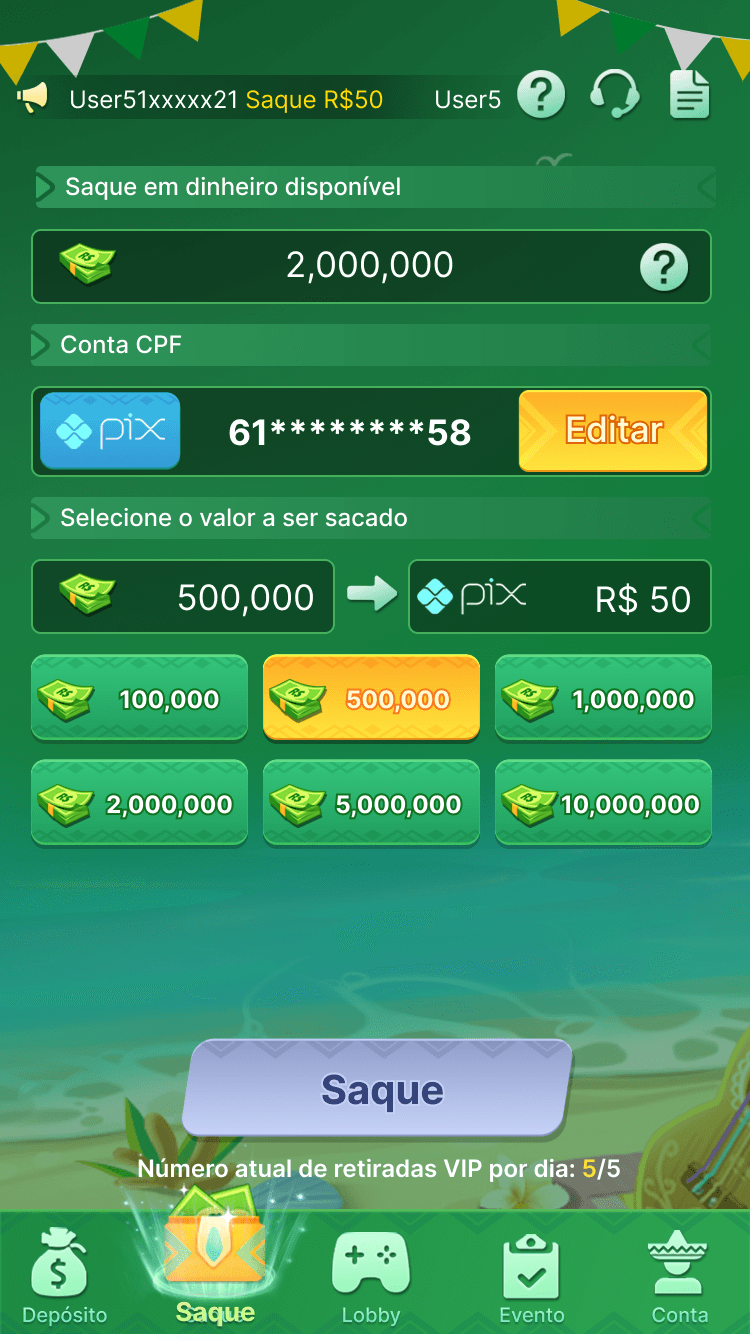 User51xxxxx21 Saque R$50 User5
Saque em dinheiro disponível
2,000,000
Conta CPF
pix 61********58 Editar
Selecione o valor a ser sacado
500,000 pix R$ 50
100,000 500,000 1,000,000
2,000,000 5,000,000 10,000,000
Saque
Número atual de retiradas VIP por dia: 5/5
Depósito Saque Lobby Evento Conta